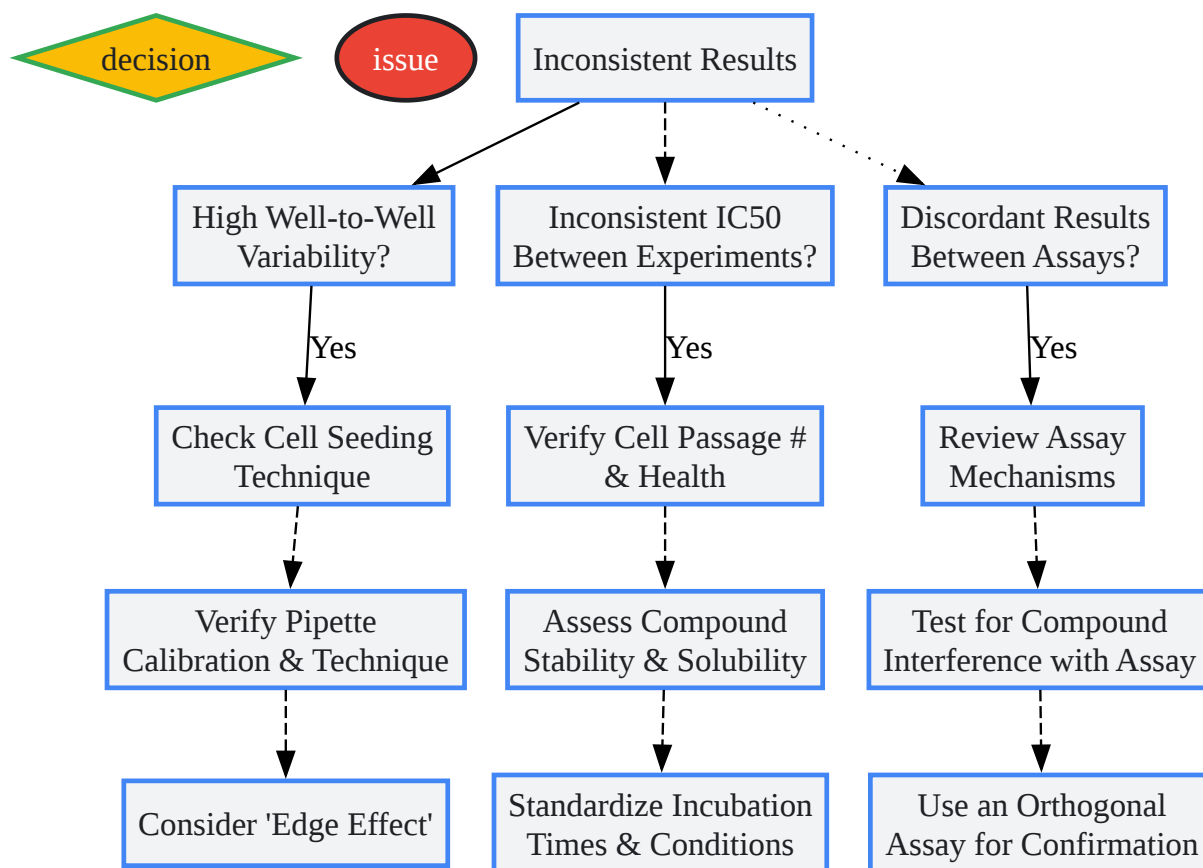 decision
issue
Inconsistent Results
High Well-to-Well
Variability?
Inconsistent IC50
Between Experiments?
Discordant Results
Between Assays?
Yes
Yes
Yes
Check Cell Seeding
Technique
Verify Cell Passage #
& Health
Review Assay
Mechanisms
Verify Pipette
Calibration & Technique
Assess Compound
Stability & Solubility
Test for Compound
Interference with Assay
Consider 'Edge Effect'
Standardize Incubation
Times & Conditions
Use an Orthogonal
Assay for Confirmation